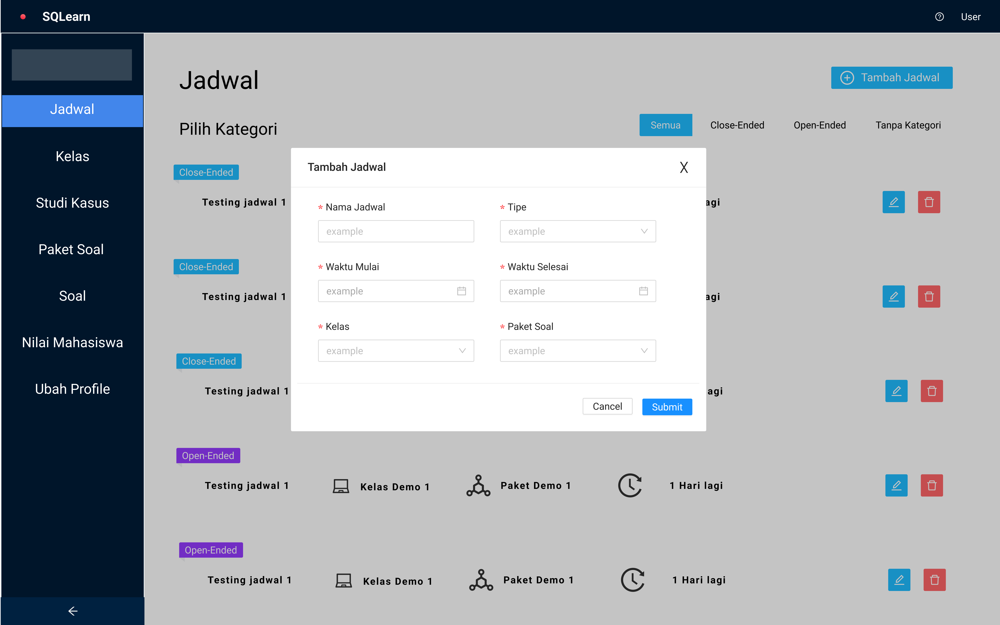 SQLearn
User
Jadwal
Kelas
Studi Kasus
Paket Soal
Soal
Nilai Mahasiswa
Ubah Profile
Jadwal
Tambah Jadwal
Pilih Kategori
Semua
Close-Ended
Open-Ended
Tanpa Kategori
Close-Ended
Testing jadwal 1
agi
Close-Ended
Testing jadwal 1
agi
Close-Ended
Testing jadwal 1
agi
Tambah Jadwal
X
* Nama Jadwal
example
* Tipe
example
* Waktu Mulai
example
* Waktu Selesai
example
* Kelas
example
* Paket Soal
example
Cancel
Submit
Open-Ended
Testing jadwal 1
Kelas Demo 1
Paket Demo 1
1 Hari lagi
Open-Ended
Testing jadwal 1
Kelas Demo 1
Paket Demo 1
1 Hari lagi